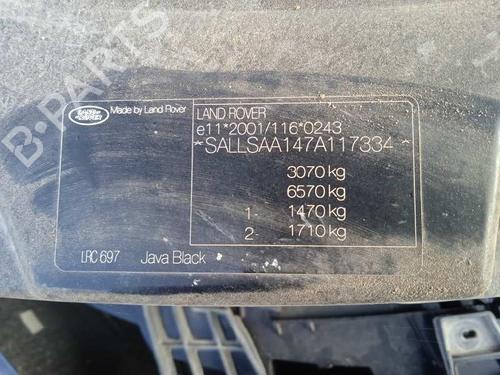 B-PARTS
LAND ROVER
Made by Land Rover
LAND ROVER
e11*2001/116*0243
*SALLSAA147A117334*
3070 kg
6570 kg
1- 1470 kg
2- 1710 kg
LRC 697 Java Black